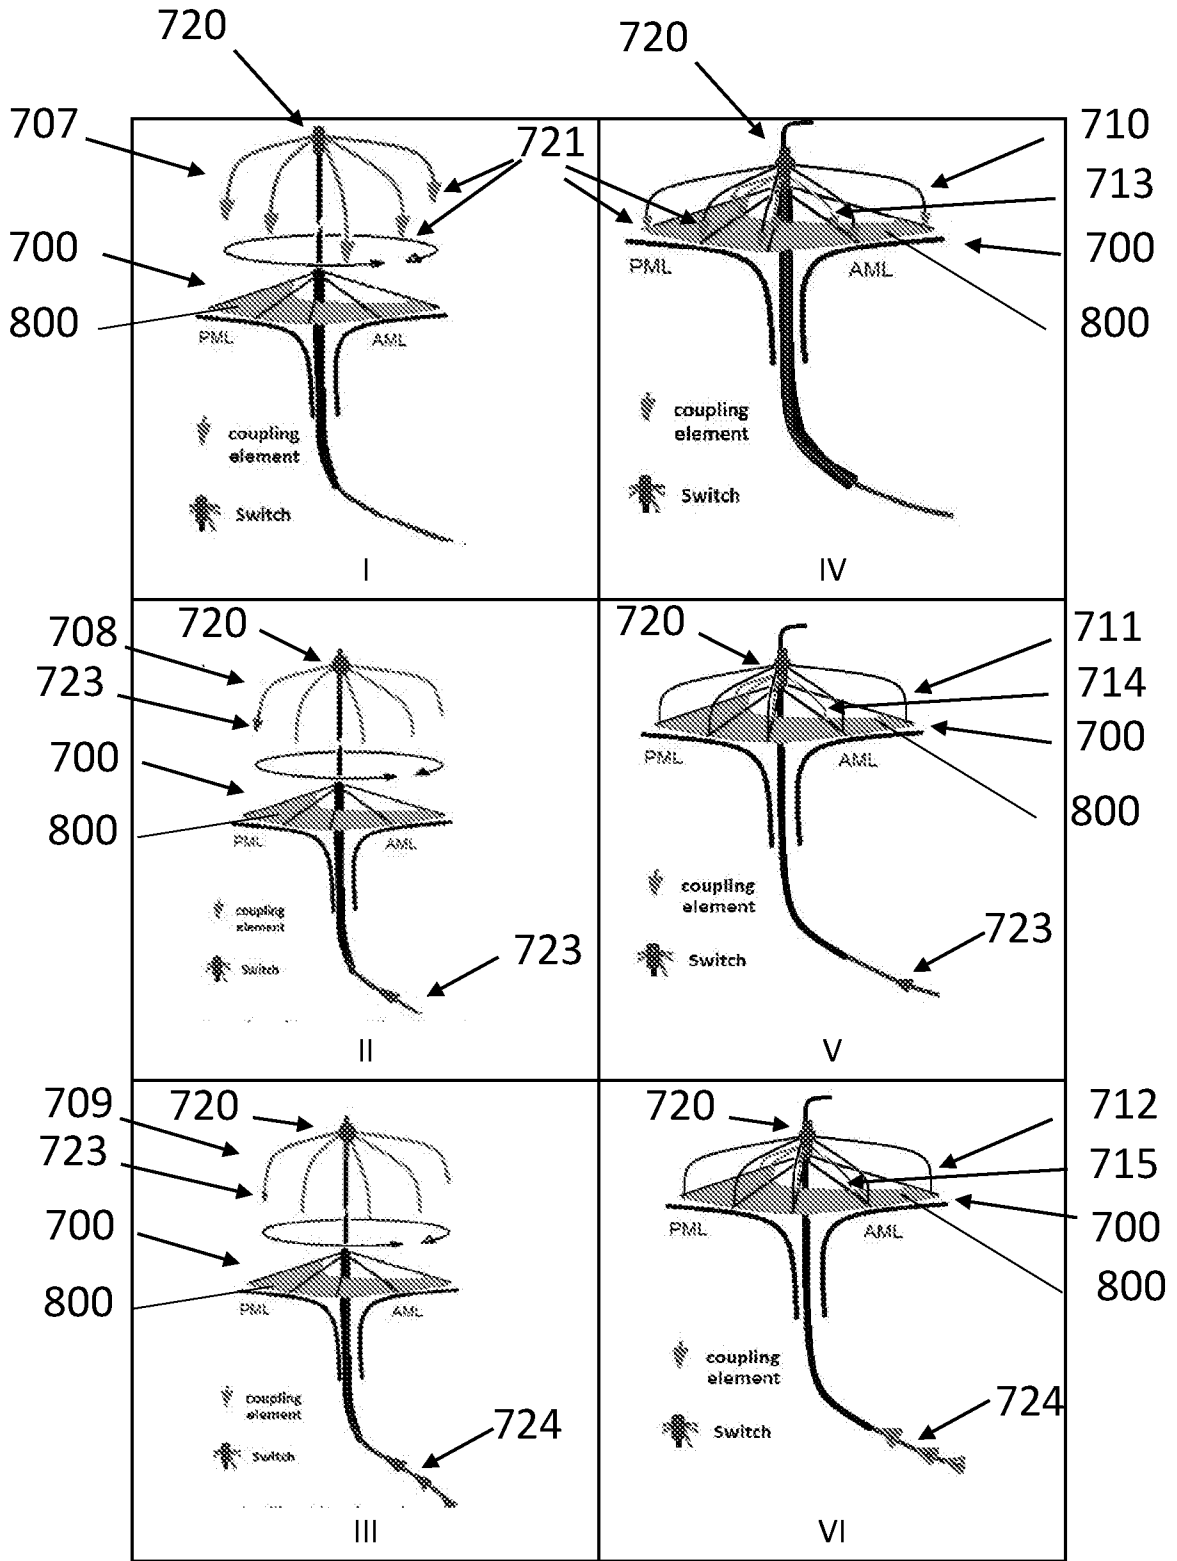 720
720
707
721
710
713
700
700
800
800
PML
AML
PML
AML
coupling
element
Switch
coupling
element
Switch
I
IV
708
720
720
711
723
714
700
700
800
800
PML
AML
PML
AML
coupling
element
Switch
723
coupling
element
Switch
723
II
V
709
720
720
712
723
715
700
700
800
800
PML
AML
PML
AML
coupling
element
Switch
724
coupling
element
Switch
724
III
VI